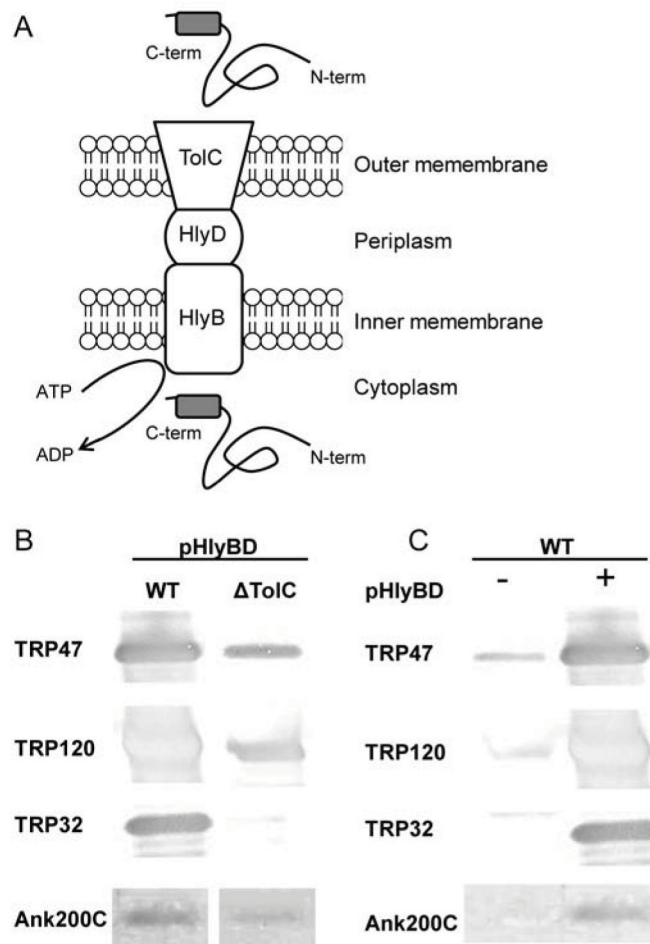 A
C-term
N-term
TolC
Outer memembrane
HlyD
Periplasm
HlyB
Inner memembrane
ATP
Cytoplasm
C-term
ADP
N-term
B
pHlyBD
WT ΔTolC
TRP47
TRP120
TRP32
Ank200C
C
WT
pHlyBD - +
TRP47
TRP120
TRP32
Ank200C